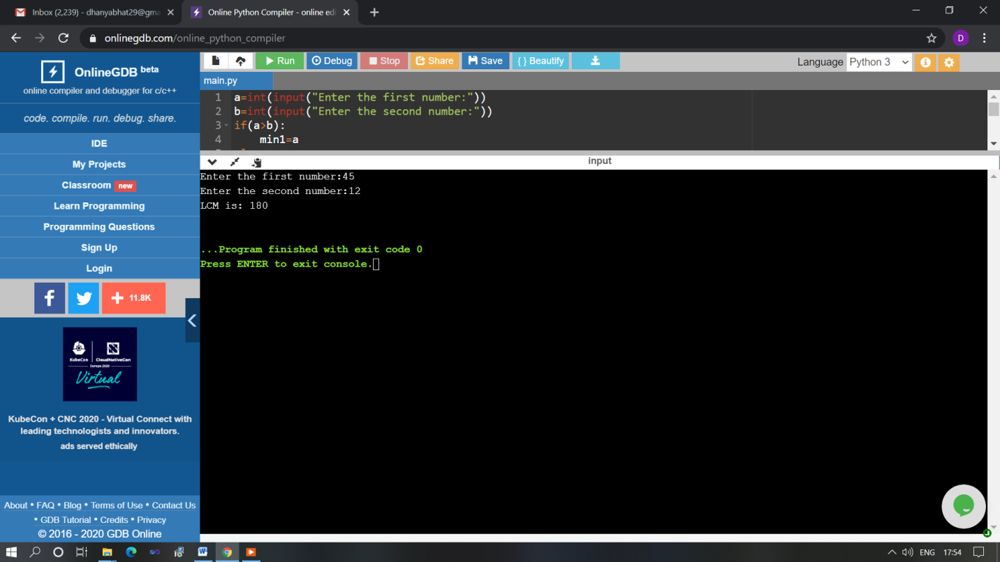 Inbox (2,239) - dhanyabhat29@gma
Online Python Compiler - online edi
onlinegdb.com/online_python_compiler
D
OnlineGDB beta
online compiler and debugger for c/c++
code. compile. run. debug. share.
IDE
My Projects
Classroom new
Learn Programming
Programming Questions
Sign Up
Login
f
11.8K
KubeCon CloudNativeCon
Europe 2020
Virtual
KubeCon + CNC 2020 - Virtual Connect with
leading technologists and innovators.
ads served ethically
About • FAQ • Blog • Terms of Use • Contact Us
• GDB Tutorial • Credits • Privacy
© 2016 - 2020 GDB Online
Run Debug Stop Share Save { } Beautify
Language Python 3
main.py
1 a=int(input("Enter the first number:"))
2 b=int(input("Enter the second number:"))
3 if(a>b):
4 min1=a
input
Enter the first number:45
Enter the second number:12
LCM is: 180
...Program finished with exit code 0
Press ENTER to exit console.
ENG 17:54